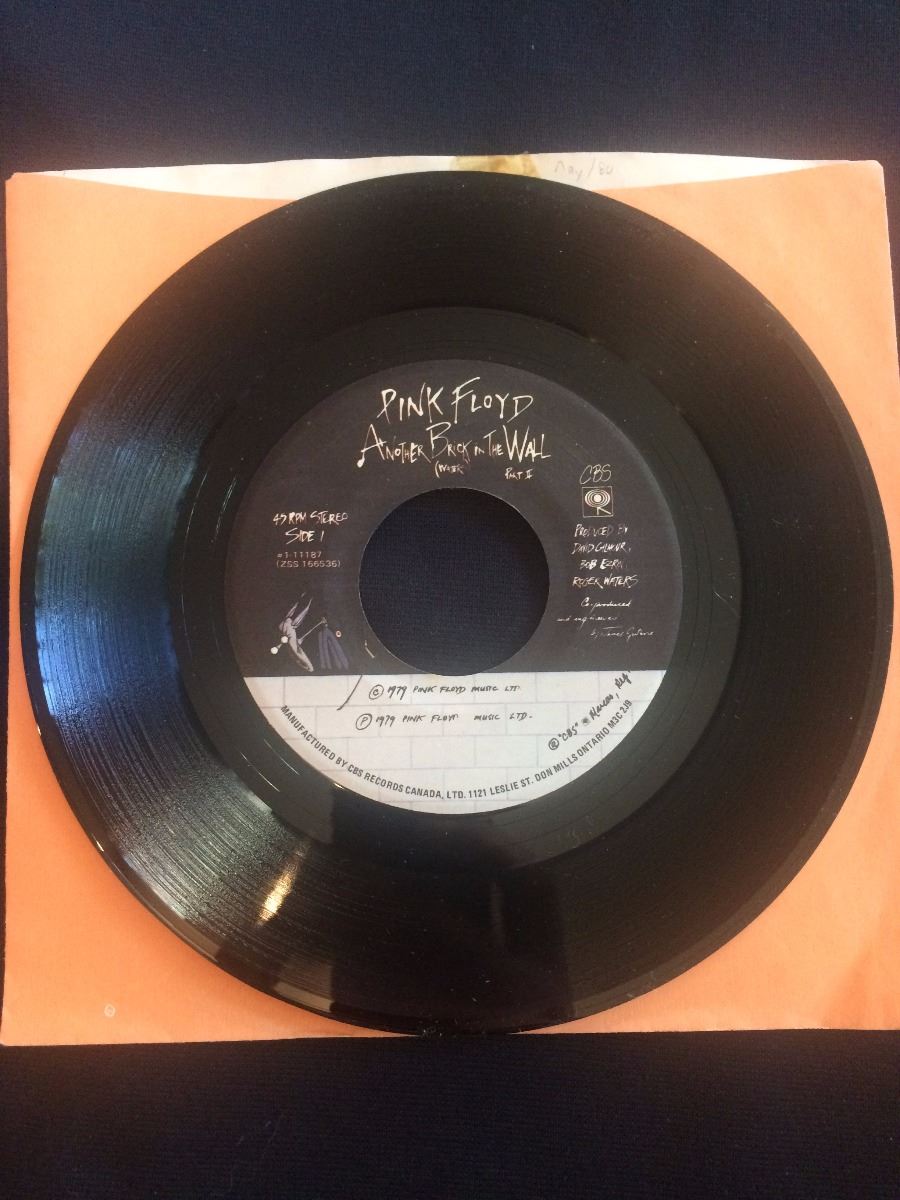 May/80
PINK FLOYD
ANOTHER BRICK IN THE WALL
PART II
CBS
45 RPM STEREO
SIDE 1
#1-11187
(ZSS 166536)
PRODUCED BY
DAVID GILMOUR,
BOB EZRIN,
ROGER WATERS
Co-produced
and engineered
by James Guthrie
© 1979 PINK FLOYD MUSIC LTD.
℗ 1979 PINK FLOYD MUSIC LTD.
® "CBS"
MANUFACTURED BY CBS RECORDS CANADA, LTD. 1121 LESLIE ST. DON MILLS ONTARIO M3C 2J9